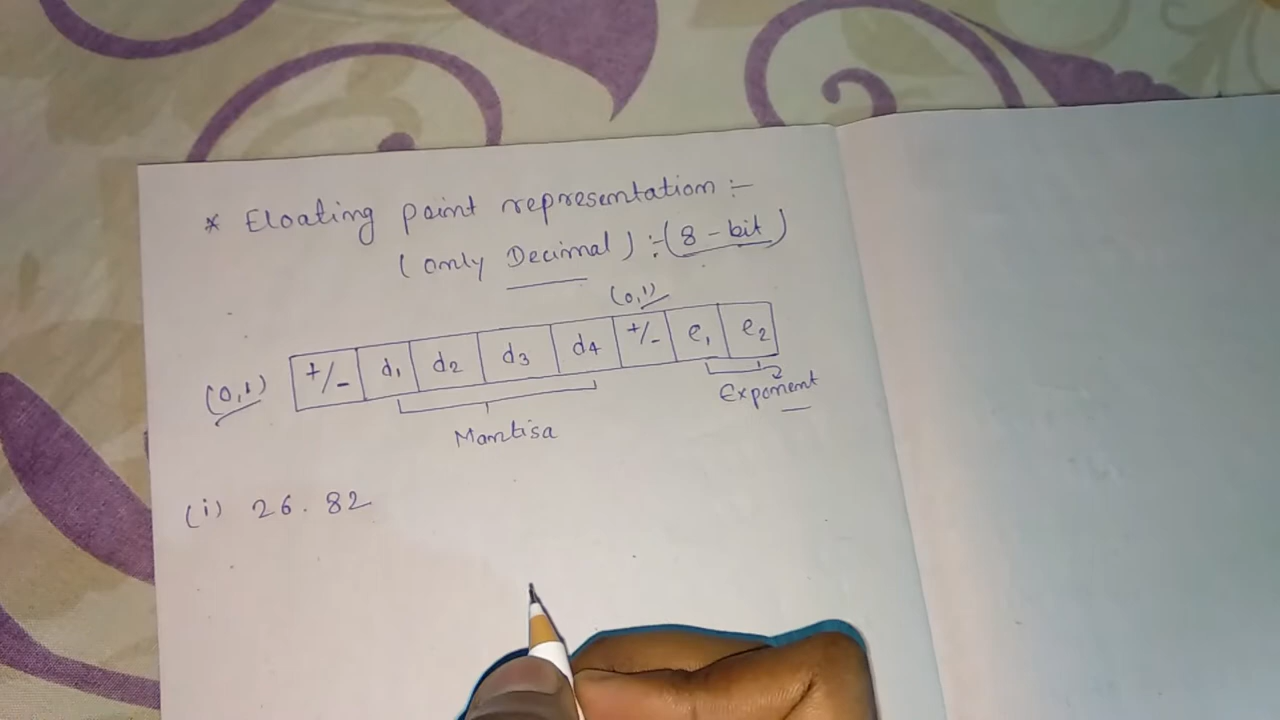 * Floating point representation :-
(only Decimal) :- (8-bit)
(0,1)
(0,1) +/- d1 d2 d3 d4 +/- e1 e2
Exponent
Mantisa
(i) 26.82